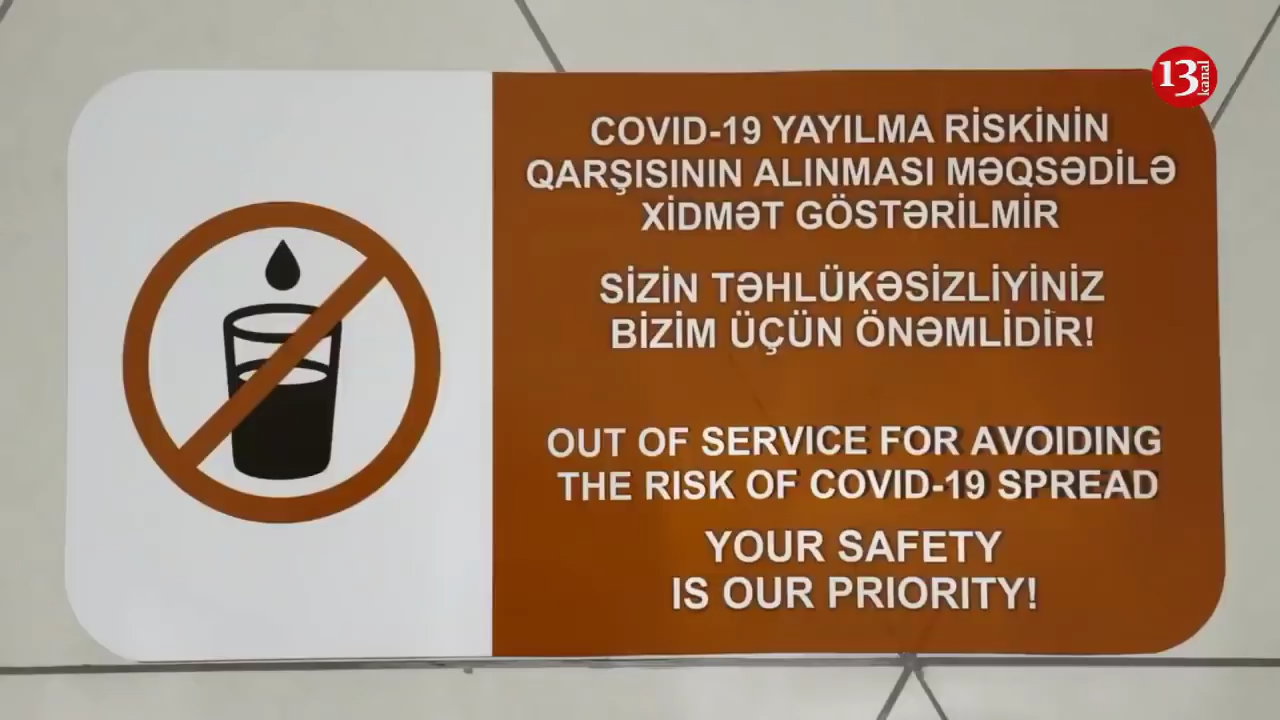 13 kanal
COVID-19 YAYILMA RİSKİNİN
QARŞISININ ALINMASI MƏQSƏDİLƏ
XİDMƏT GÖSTƏRİLMİR
SİZİN TƏHLÜKƏSİZLİYİNİZ
BİZİM ÜÇÜN ÖNƏMLİDİR!
OUT OF SERVICE FOR AVOIDING
THE RISK OF COVID-19 SPREAD
YOUR SAFETY
IS OUR PRIORITY!